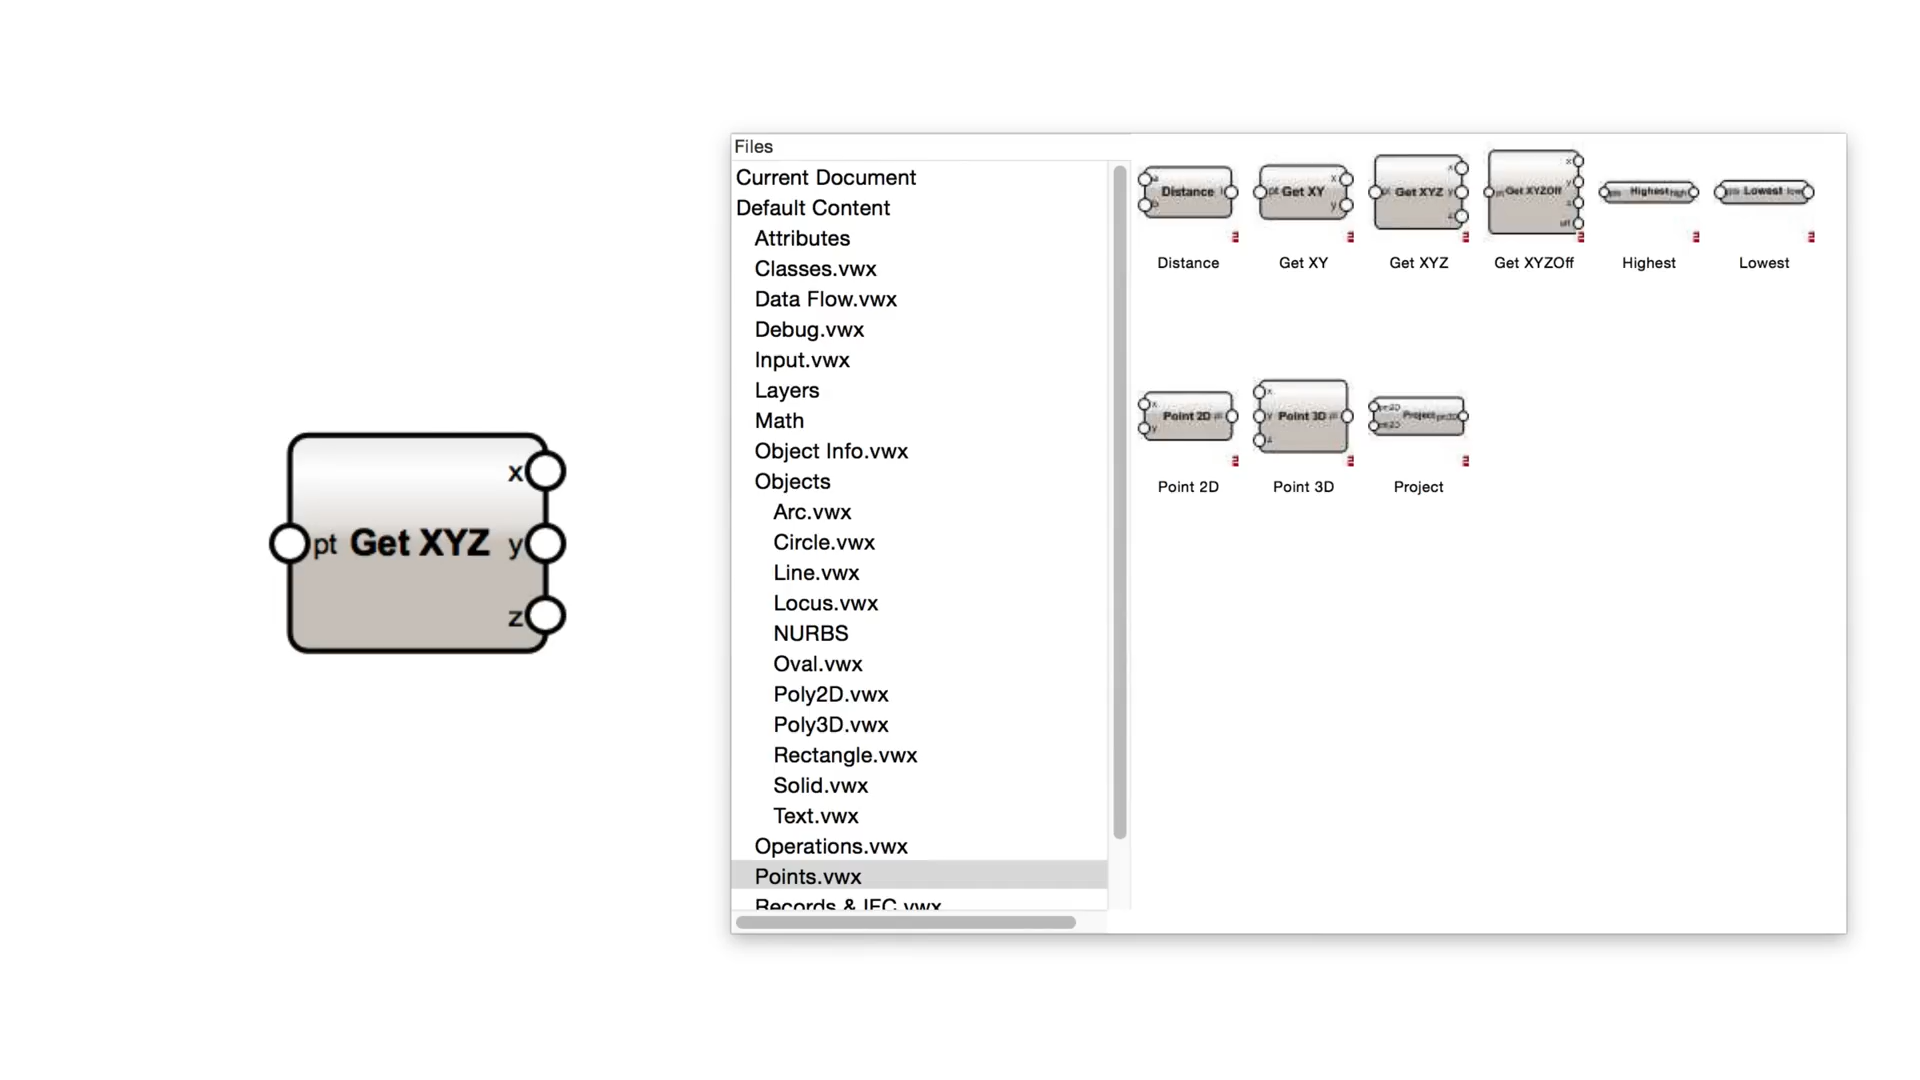 x
pt Get XYZ y
z
Files
Current Document
Default Content
Attributes
Classes.vwx
Data Flow.vwx
Debug.vwx
Input.vwx
Layers
Math
Object Info.vwx
Objects
Arc.vwx
Circle.vwx
Line.vwx
Locus.vwx
NURBS
Oval.vwx
Poly2D.vwx
Poly3D.vwx
Rectangle.vwx
Solid.vwx
Text.vwx
Operations.vwx
Points.vwx
Records & IFC.vwx
Distance
Get XY
Get XYZ
Get XYZOff
Highest
Lowest
Distance
Get XY
Get XYZ
Get XYZOff
Highest
Lowest
Point 2D
Point 3D
Project
Point 2D
Point 3D
Project